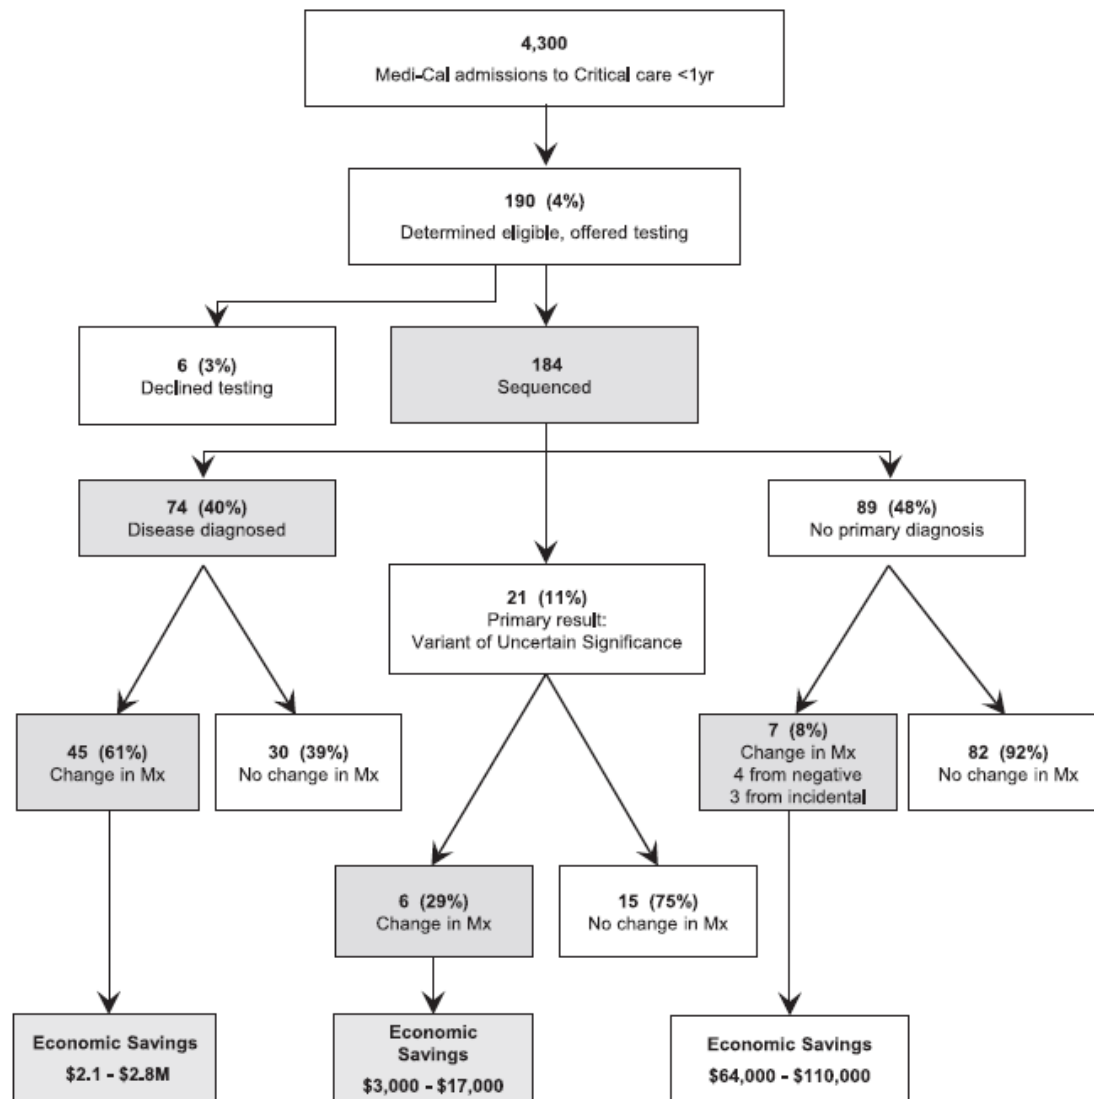 4,300
Medi-Cal admissions to Critical care <1yr
190 (4%)
Determined eligible, offered testing
6 (3%)
Declined testing
184
Sequenced
74 (40%)
Disease diagnosed
89 (48%)
No primary diagnosis
21 (11%)
Primary result:
Variant of Uncertain Significance
45 (61%)
Change in Mx
30 (39%)
No change in Mx
7 (8%)
Change in Mx
4 from negative
3 from incidental
82 (92%)
No change in Mx
6 (29%)
Change in Mx
15 (75%)
No change in Mx
Economic Savings
$2.1 - $2.8M
Economic
Savings
$3,000 - $17,000
Economic Savings
$64,000 - $110,000